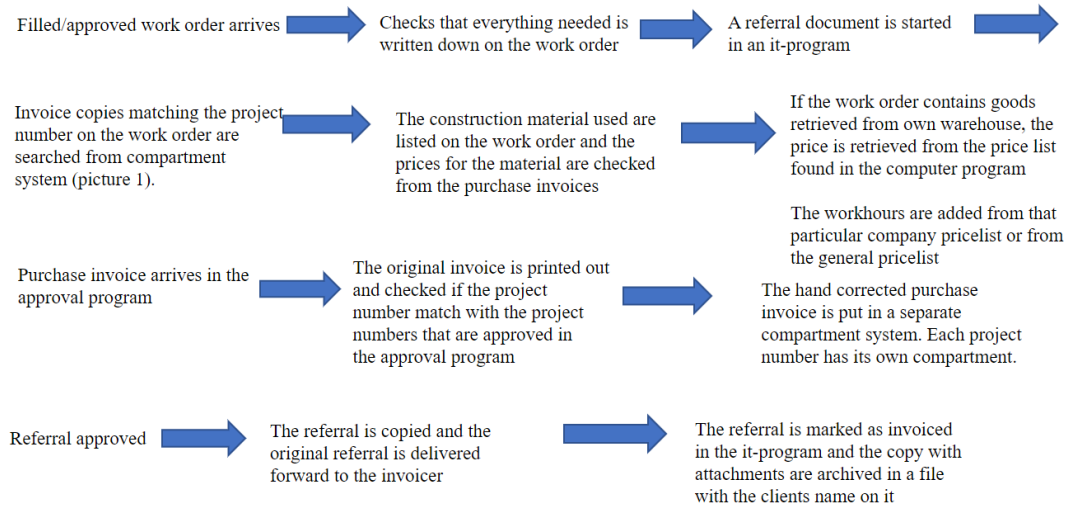 Filled/approved work order arrives
Checks that everything needed is
written down on the work order
A referral document is started
in an it-program
Invoice copies matching the project
number on the work order are
searched from compartment
system (picture 1).
The construction material used are
listed on the work order and the
prices for the material are checked
from the purchase invoices
If the work order contains goods
retrieved from own warehouse, the
price is retrieved from the price list
found in the computer program
The workhours are added from that
particular company pricelist or from
the general pricelist
Purchase invoice arrives in the
approval program
The original invoice is printed out
and checked if the project
number match with the project
numbers that are approved in
the approval program
The hand corrected purchase
invoice is put in a separate
compartment system. Each project
number has its own compartment.
Referral approved
The referral is copied and the
original referral is delivered
forward to the invoicer
The referral is marked as invoiced
in the it-program and the copy with
attachments are archived in a file
with the clients name on it